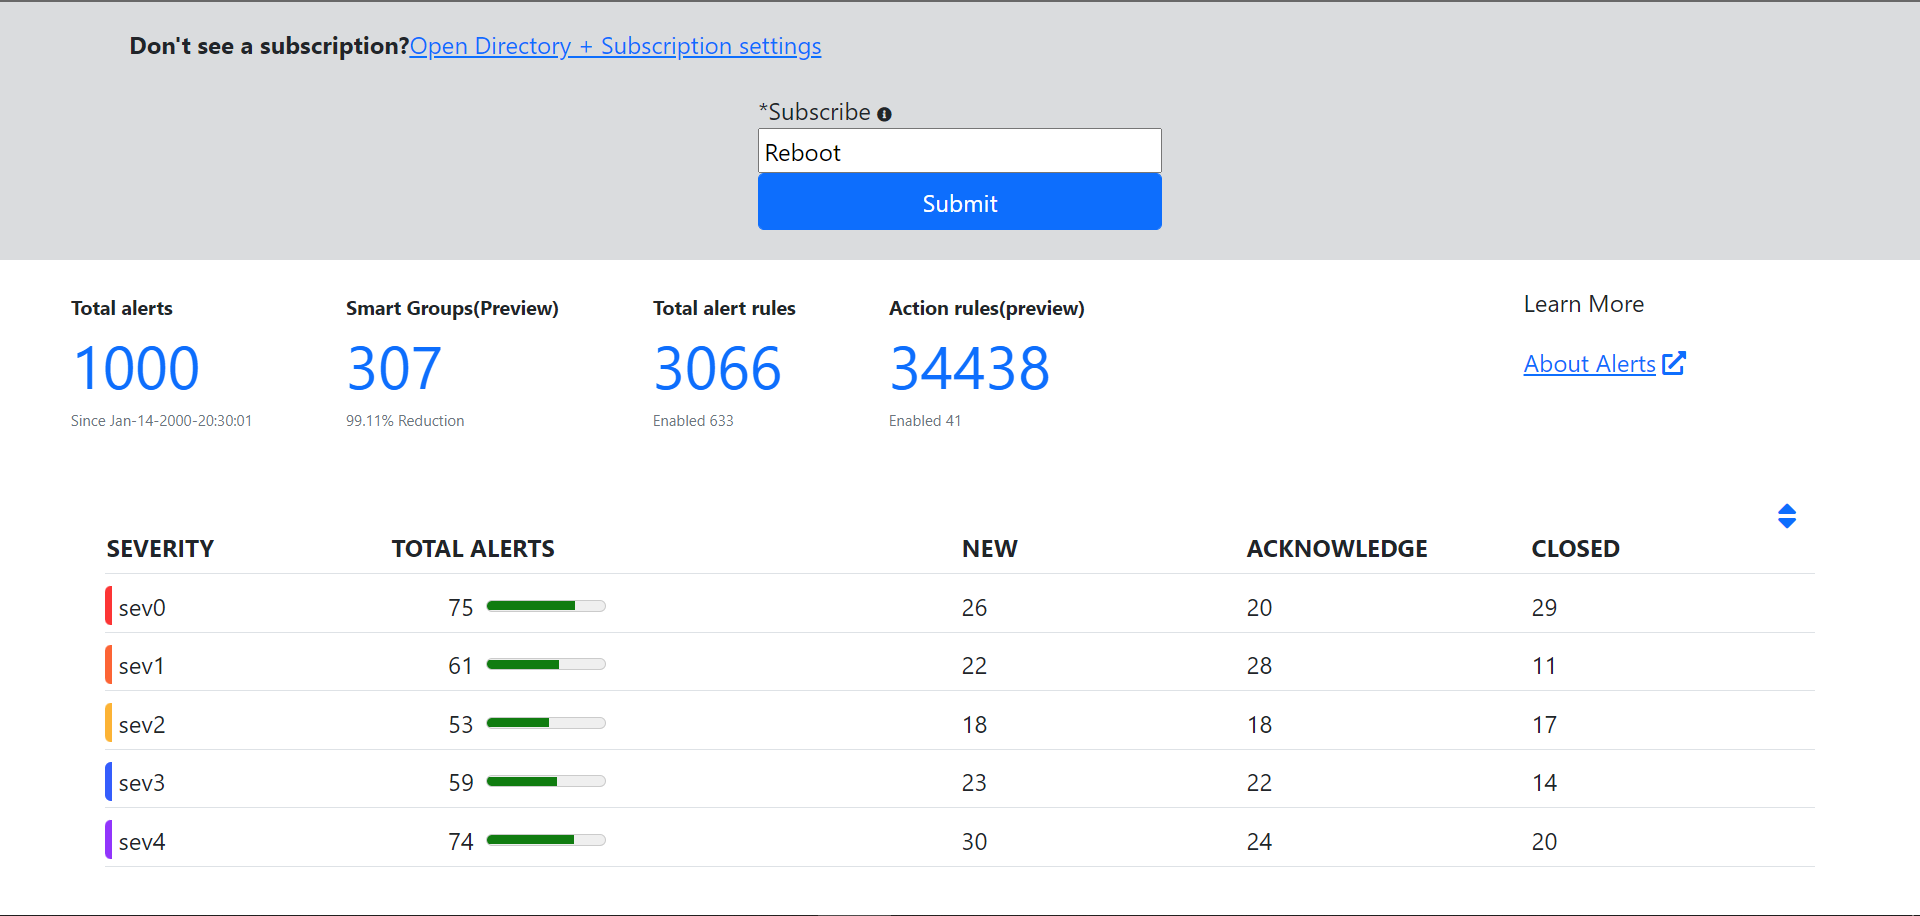 Don't see a subscription?Open Directory + Subscription settings
*Subscribe
Reboot
Submit
Total alerts
1000
Since Jan-14-2000-20:30:01
Smart Groups(Preview)
307
99.11% Reduction
Total alert rules
3066
Enabled 633
Action rules(preview)
34438
Enabled 41
Learn More
About Alerts
SEVERITY TOTAL ALERTS NEW ACKNOWLEDGE CLOSED
sev0 75 26 20 29
sev1 61 22 28 11
sev2 53 18 18 17
sev3 59 23 22 14
sev4 74 30 24 20